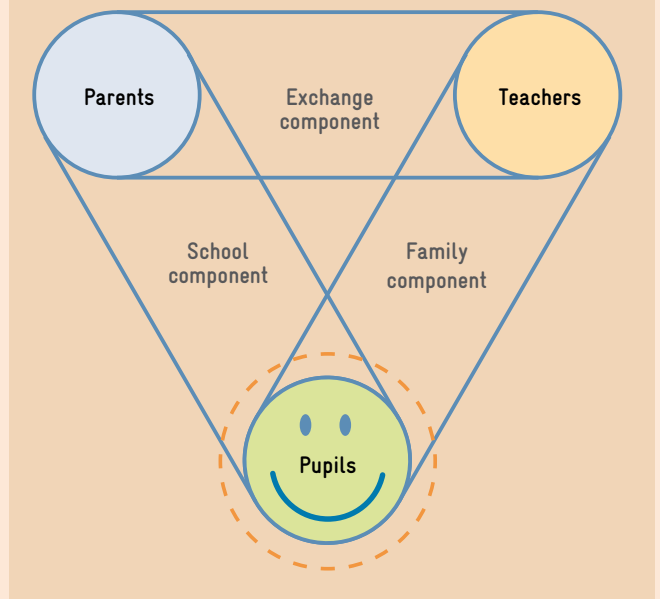 Parents
Exchange
component
Teachers
School
component
Family
component
Pupils